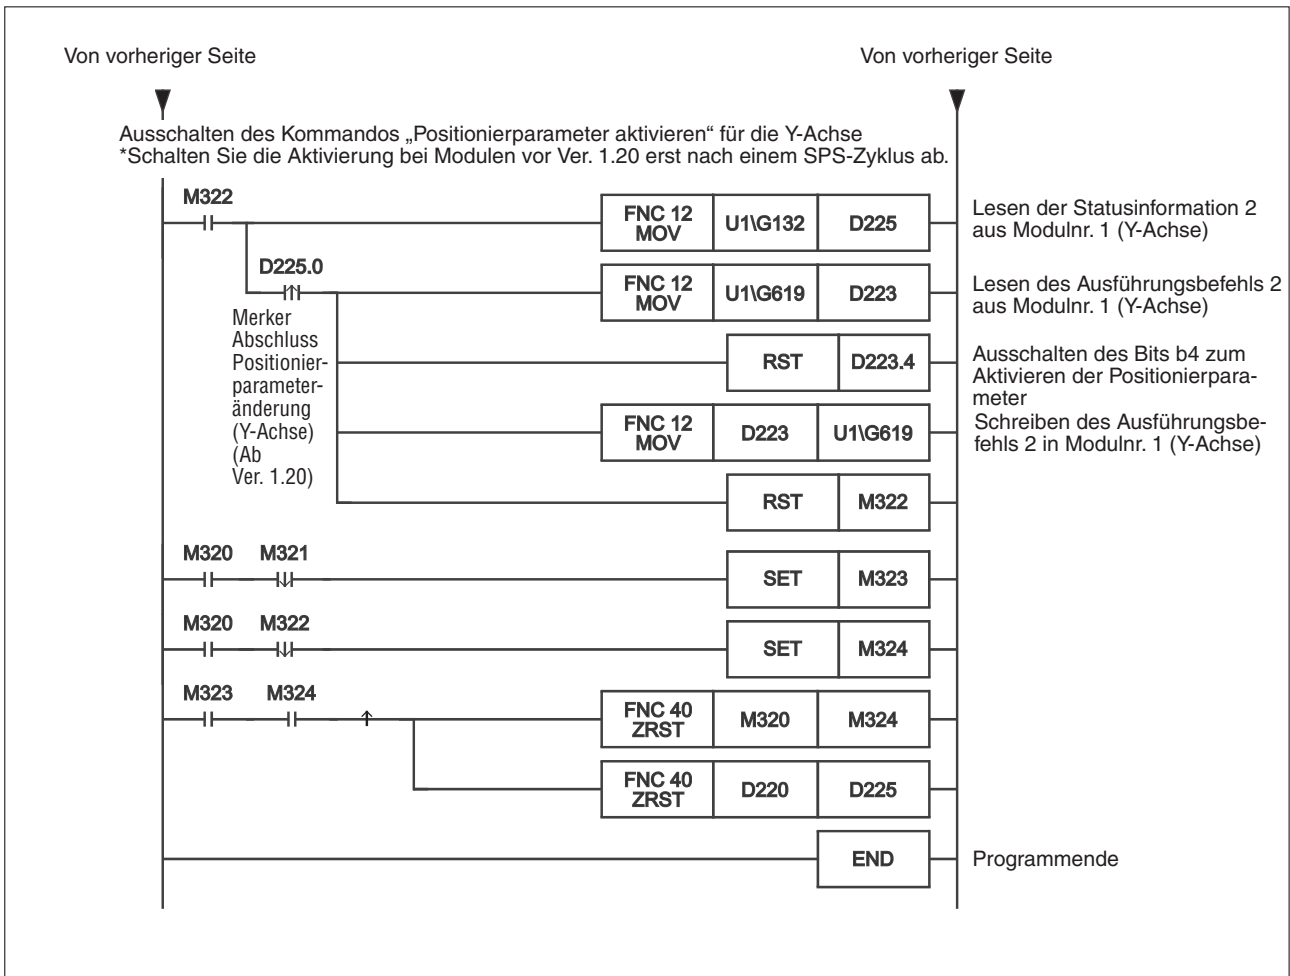 Von vorheriger Seite
Von vorheriger Seite
Ausschalten des Kommandos „Positionierparameter aktivieren“ für die Y-Achse
*Schalten Sie die Aktivierung bei Modulen vor Ver. 1.20 erst nach einem SPS-Zyklus ab.
M322
FNC 12
MOV
U1\G132
D225
Lesen der Statusinformation 2
aus Modulnr. 1 (Y-Achse)
D225.0
Merker
Abschluss
Positionier-
parameter-
änderung
(Y-Achse)
(Ab
Ver. 1.20)
FNC 12
MOV
U1\G619
D223
Lesen des Ausführungsbefehls 2
aus Modulnr. 1 (Y-Achse)
RST
D223.4
Ausschalten des Bits b4 zum
Aktivieren der Positionierpara-
meter
FNC 12
MOV
D223
U1\G619
Schreiben des Ausführungsbe-
fehls 2 in Modulnr. 1 (Y-Achse)
RST
M322
M320
M321
SET
M323
M320
M322
SET
M324
M323
M324
FNC 40
ZRST
M320
M324
FNC 40
ZRST
D220
D225
END
Programmende